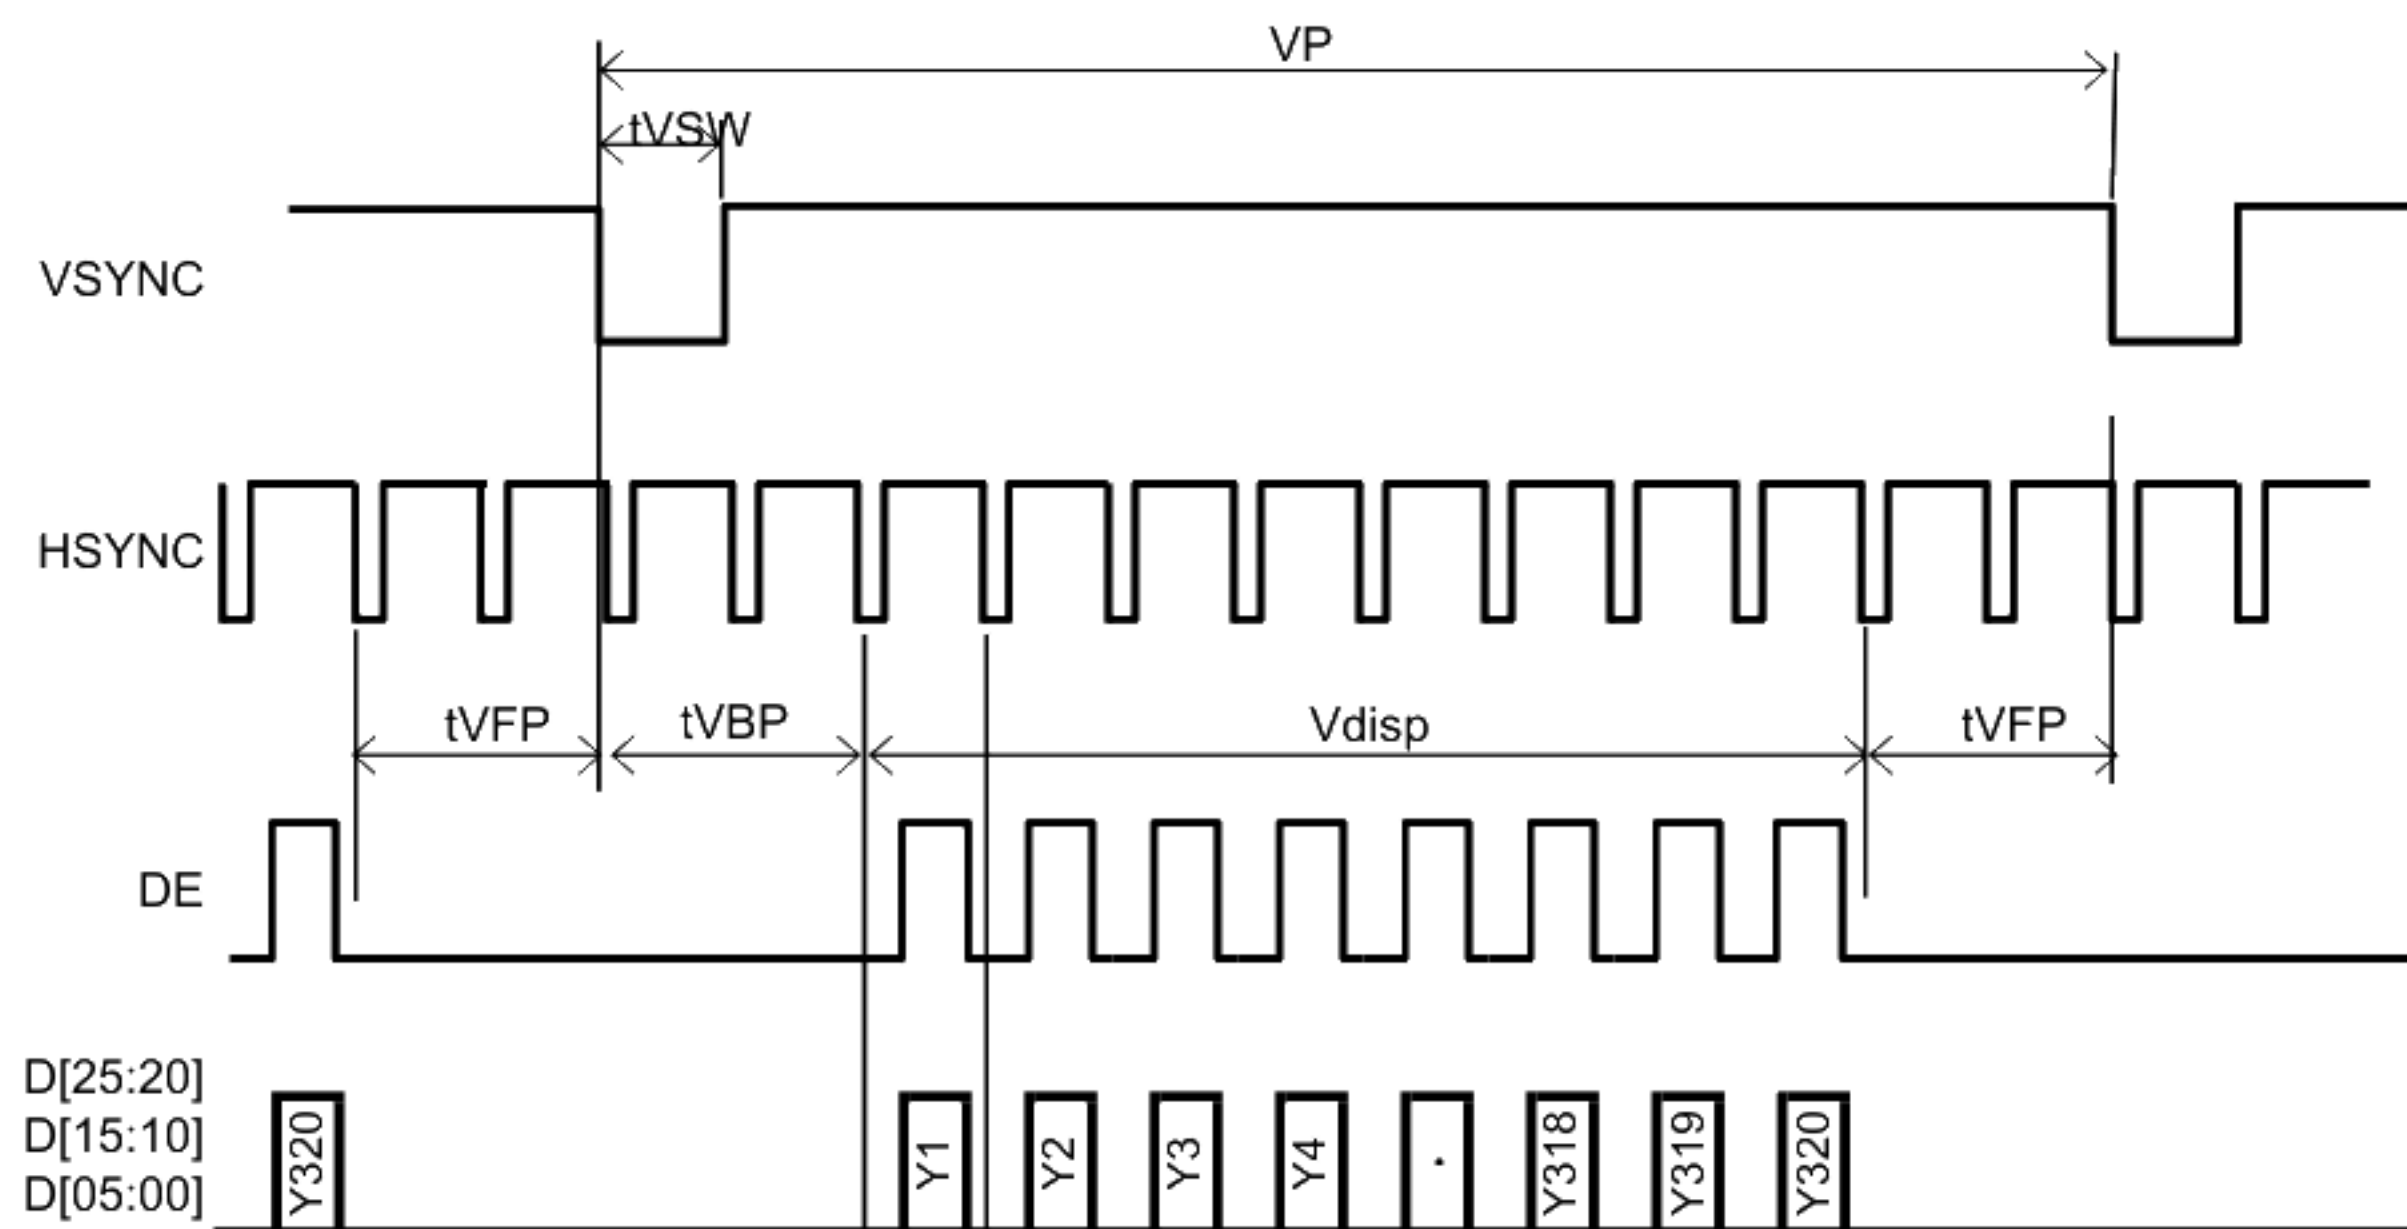 VP
tVSW
VSYNC
HSYNC
tVFP tVBP Vdisp tVFP
DE
D[25:20]
D[15:10]
D[05:00]
Y320 Y1 Y2 Y3 Y4 . Y318 Y319 Y320